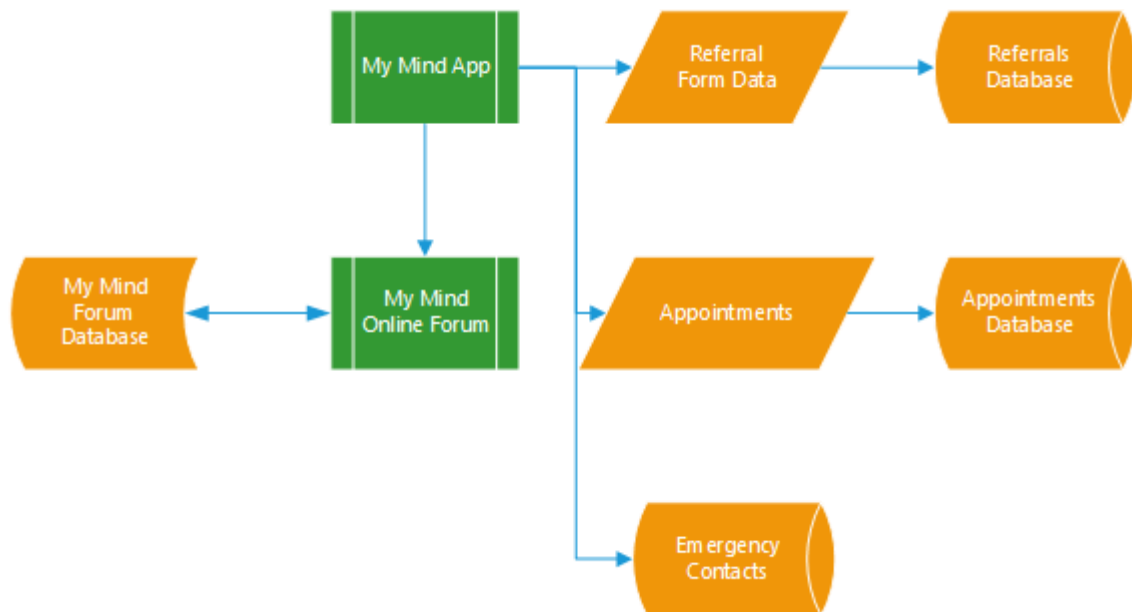 My Mind App
Referral
Form Data
Referrals
Database
My Mind
Forum
Database
My Mind
Online Forum
Appointments
Appointments
Database
Emergency
Contacts